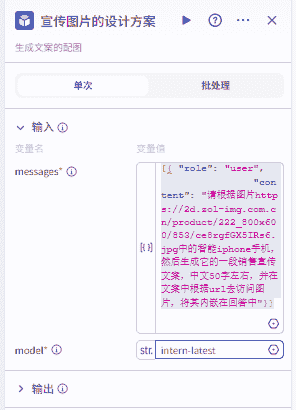 宣传图片的设计方案
生成文案的配图
单次
批处理
输入
变量名
变量值
messages*
[{ "role": "user",
"con
tent": "请根据图片http
s://2d.zol-img.com.cn
/product/222_800x60
0/853/ce8rgfGX5IRs6.
jpg中的智能iphone手机,
然后生成它的一段销售宣传
文案,中文50字左右,并在
文案中根据url去访问图
片,将其内嵌在回答中"}]
model*
str.
intern-latest
输出